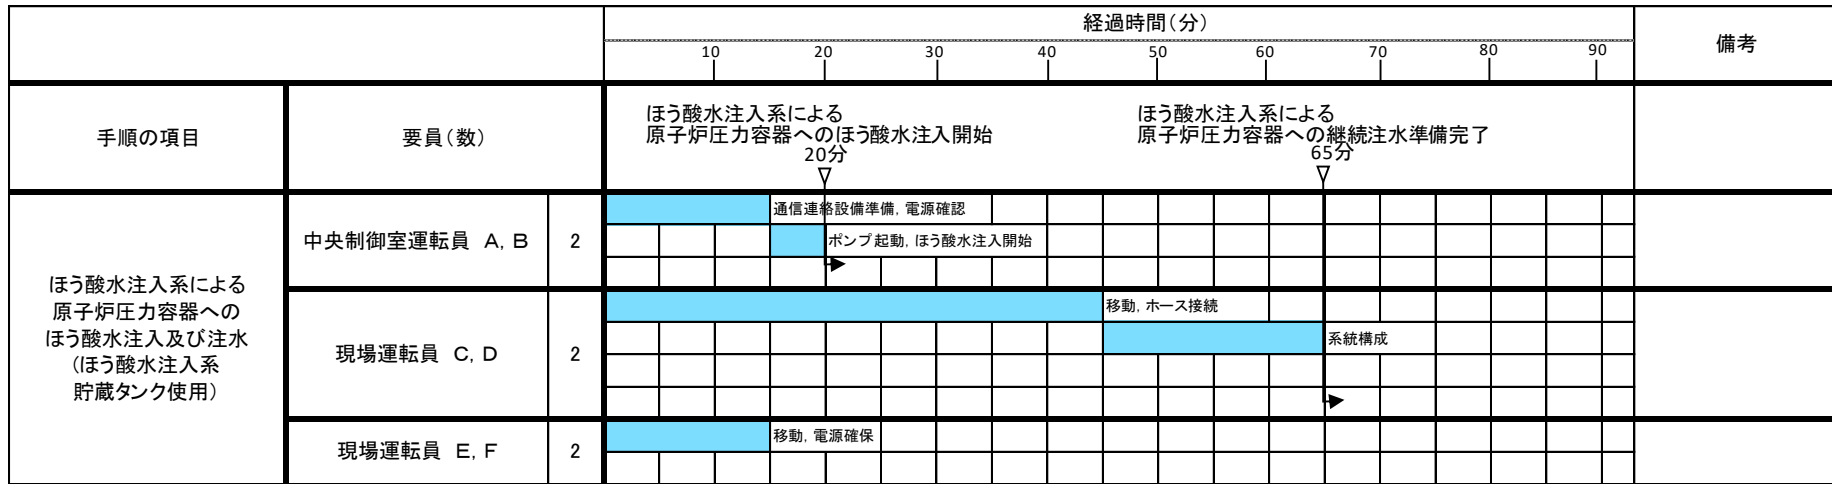 経過時間(分)
備考
10 20 30 40 50 60 70 80 90
手順の項目
要員(数)
ほう酸水注入系による
原子炉圧力容器へのほう酸水注入開始
20分
ほう酸水注入系による
原子炉圧力容器への継続注水準備完了
65分
ほう酸水注入系による
原子炉圧力容器への
ほう酸水注入及び注水
(ほう酸水注入系
貯蔵タンク使用)
中央制御室運転員 A, B
2
通信連絡設備準備, 電源確認
ポンプ起動, ほう酸水注入開始
現場運転員 C, D
2
移動, ホース接続
系統構成
現場運転員 E, F
2
移動, 電源確保